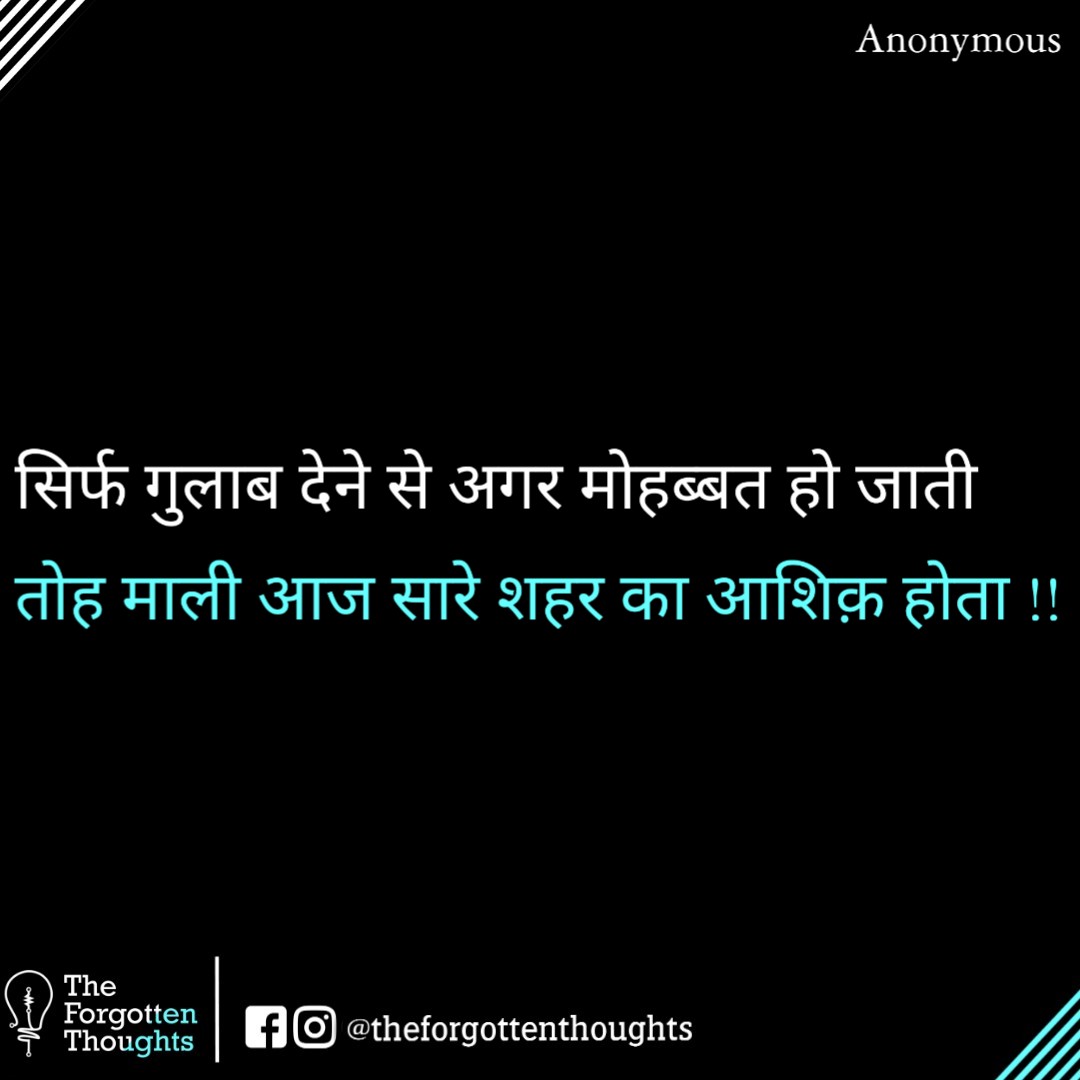 Anonymous
सिर्फ गुलाब देने से अगर मोहब्बत हो जाती
तोह माली आज सारे शहर का आशिक़ होता !!
The
Forgotten
Thoughts
@theforgottenthoughts